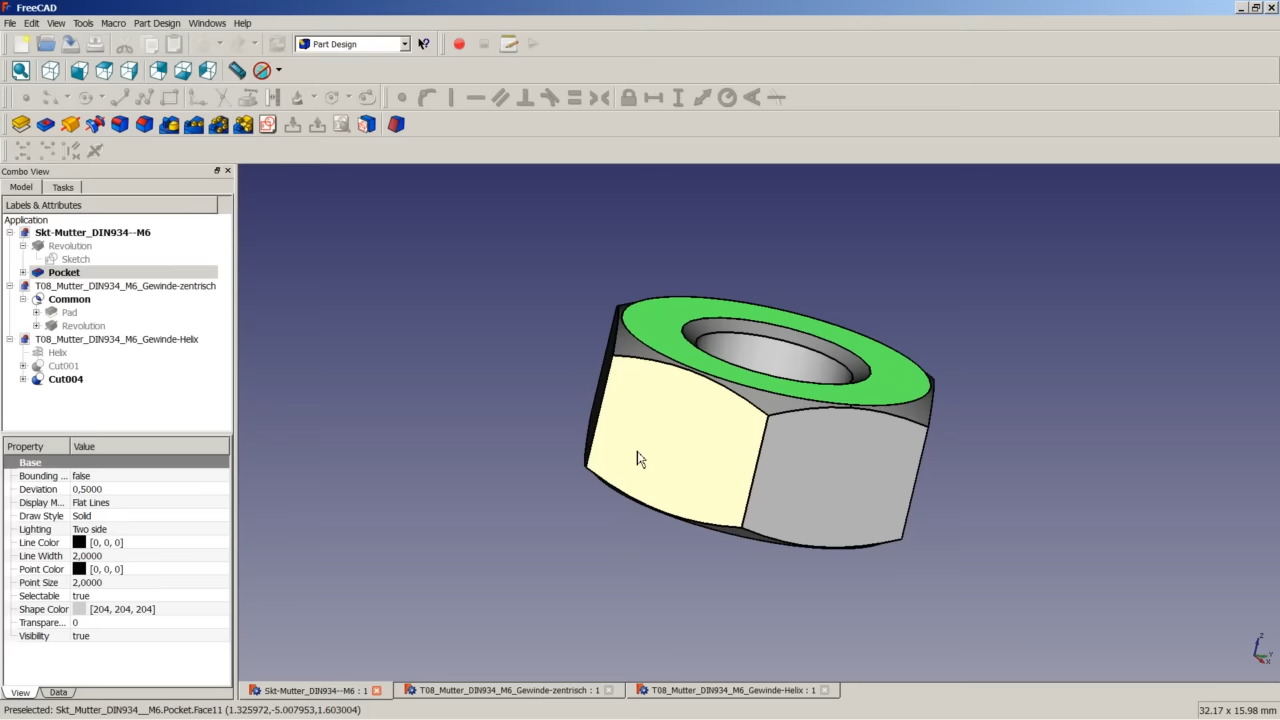 FreeCAD
File Edit View Tools Macro Part Design Windows Help
Part Design
Combo View
Model Tasks
Labels & Attributes
Application
Skt-Mutter_DIN934--M6
Revolution
Sketch
Pocket
T08_Mutter_DIN934_M6_Gewinde-zentrisch
Common
Pad
Revolution
T08_Mutter_DIN934_M6_Gewinde-Helix
Helix
Cut001
Cut004
Property Value
Base
Bounding ... false
Deviation 0,5000
Display M... Flat Lines
Draw Style Solid
Lighting Two side
Line Color [0, 0, 0]
Line Width 2,0000
Point Color [0, 0, 0]
Point Size 2,0000
Selectable true
Shape Color [204, 204, 204]
Transpare... 0
Visibility true
View Data
Skt-Mutter_DIN934--M6 : 1
T08_Mutter_DIN934_M6_Gewinde-zentrisch : 1
T08_Mutter_DIN934_M6_Gewinde-Helix : 1
Z
Y
X
Preselected: Skt_Mutter_DIN934__M6.Pocket.Face11 (1.325972,-5.007953,1.603004)
32.17 x 15.98 mm